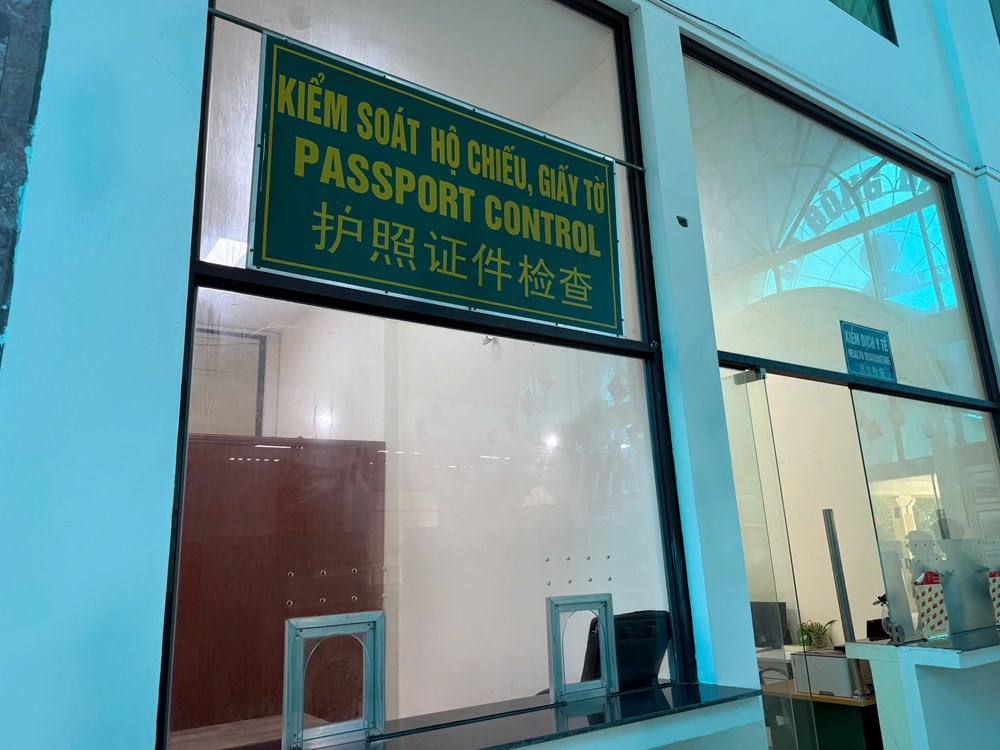 KIỂM SOÁT HỘ CHIẾU, GIẤY TỜ
PASSPORT CONTROL
护照证件检查
KIỂM DỊCH Y TẾ
HEALTH QUARANTINE